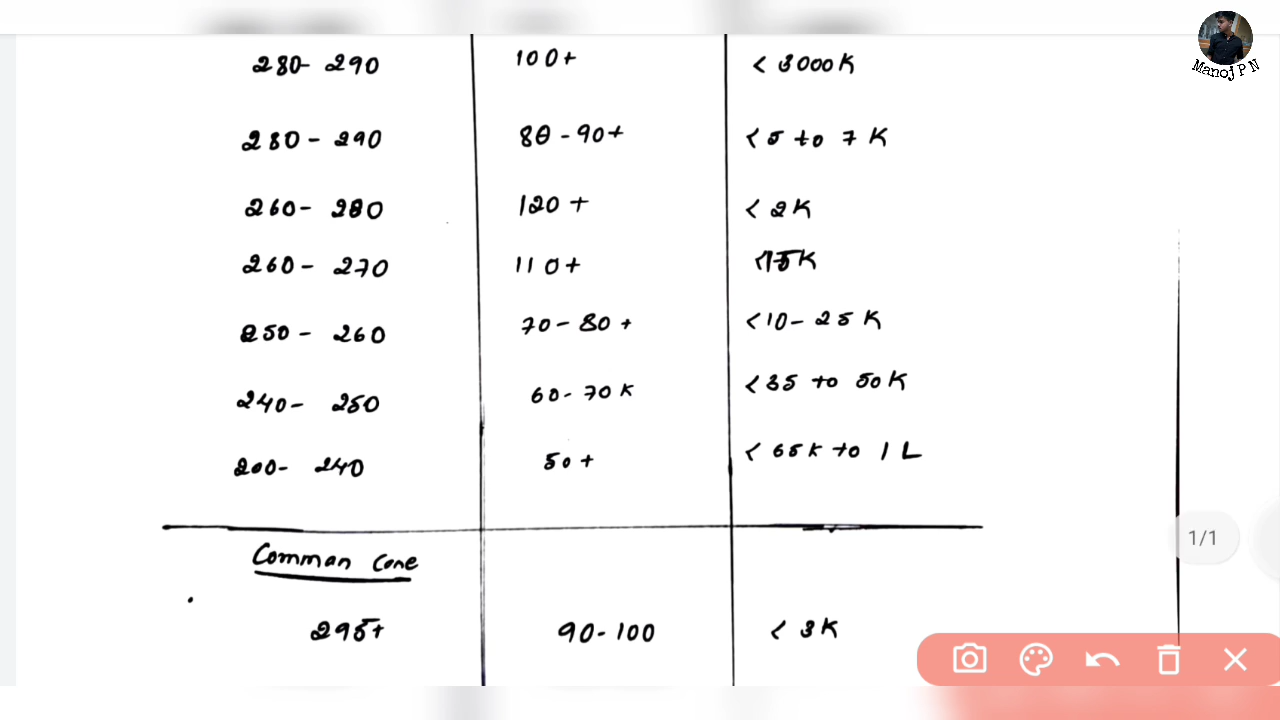 Manoj P N
280- 290 100+ < 3000K
280 - 290 80 - 90+ < 5 to 7 K
260- 280 120 + < 2K
260 - 270 110+ <15K
250 - 260 70 - 80 + <10 - 25 K
240 - 250 60 - 70 K <35 to 50K
200- 240 50 + < 65K to 1 L
Comman Cone
295+ 90 - 100 < 3K
1/1